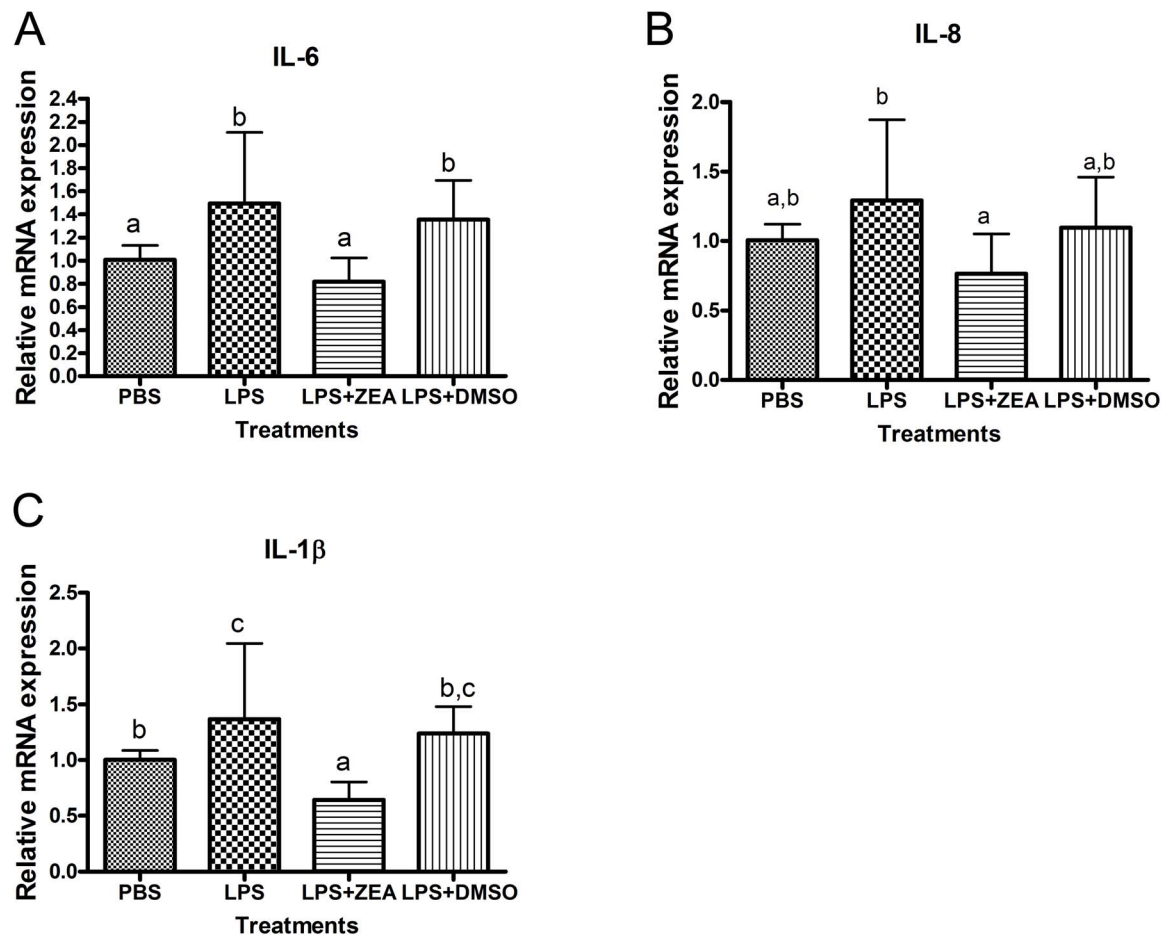 A
IL-6
Relative mRNA expression
2.4
2.2
2.0
1.8
1.6
1.4
1.2
1.0
0.8
0.6
0.4
0.2
0.0
a
b
a
b
PBS
LPS
LPS+ZEA
LPS+DMSO
Treatments
B
IL-8
Relative mRNA expression
2.0
1.5
1.0
0.5
0.0
a,b
b
a
a,b
PBS
LPS
LPS+ZEA
LPS+DMSO
Treatments
C
IL-1β
Relative mRNA expression
2.5
2.0
1.5
1.0
0.5
0.0
b
c
a
b,c
PBS
LPS
LPS+ZEA
LPS+DMSO
Treatments